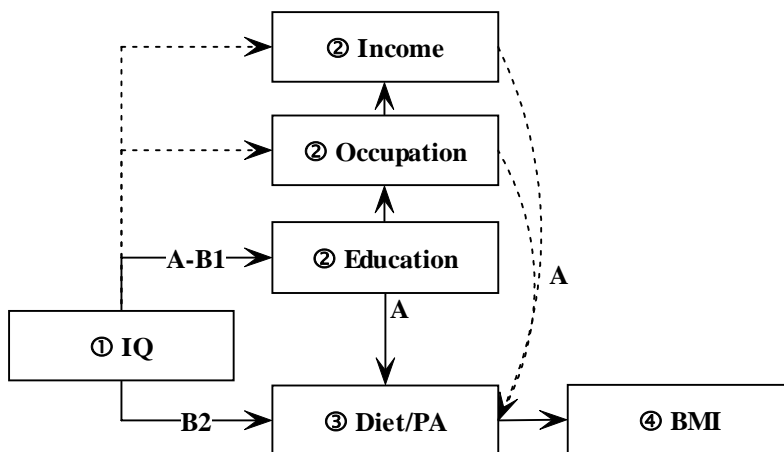 ② Income
② Occupation
A-B1
② Education
A
A
① IQ
B2
③ Diet/PA
④ BMI